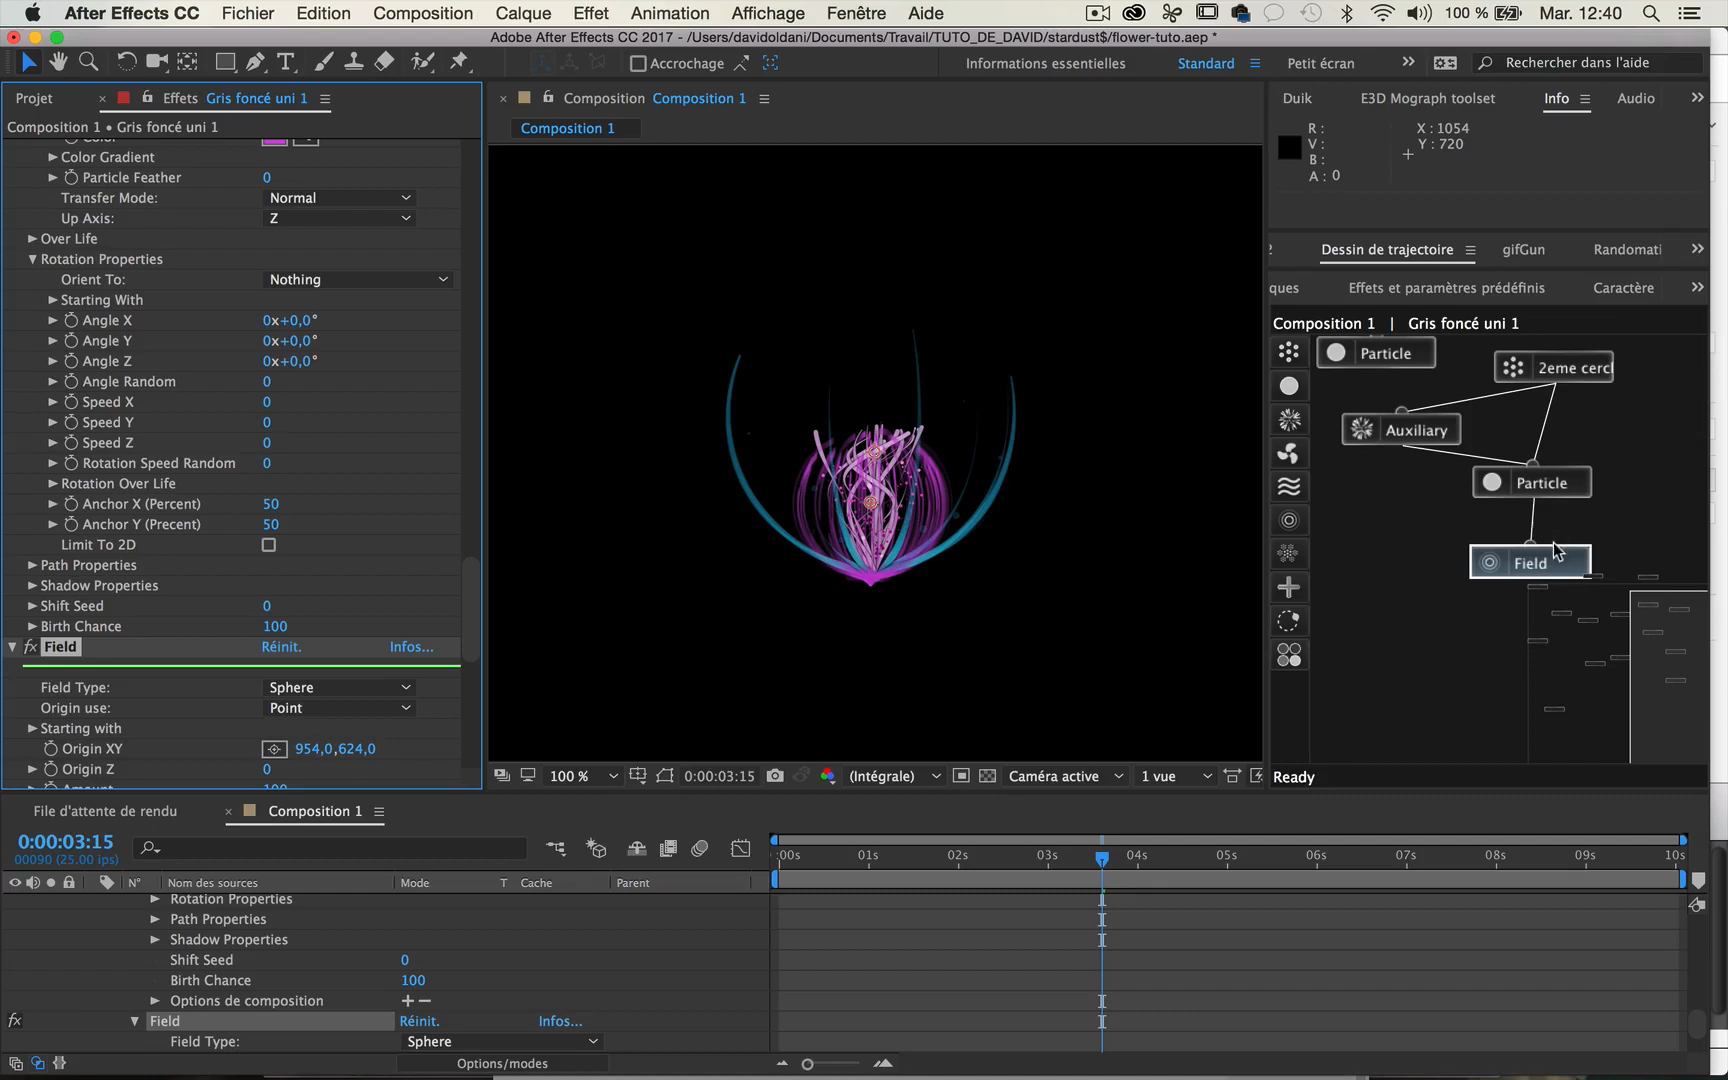 After Effects CC Fichier Edition Composition Calque Effet Animation Affichage Fenêtre Aide 100 % Mar. 12:40
Adobe After Effects CC 2017 - /Users/davidoldani/Documents/Travail/TUTO_DE_DAVID/stardust$/flower-tuto.aep *
Accrochage Informations essentielles Standard Petit écran Rechercher dans l'aide
Projet Effets Gris foncé uni 1
Composition 1 • Gris foncé uni 1
Color Gradient
Particle Feather 0
Transfer Mode: Normal
Up Axis: Z
Over Life
Rotation Properties
Orient To: Nothing
Starting With
Angle X 0x+0,0°
Angle Y 0x+0,0°
Angle Z 0x+0,0°
Angle Random 0
Speed X 0
Speed Y 0
Speed Z 0
Rotation Speed Random 0
Rotation Over Life
Anchor X (Percent) 50
Anchor Y (Precent) 50
Limit To 2D
Path Properties
Shadow Properties
Shift Seed 0
Birth Chance 100
fx Field Réinit. Infos...
Field Type: Sphere
Origin use: Point
Starting with
Origin XY 954,0,624,0
Origin Z 0
Composition Composition 1
Composition 1
100 % 0:00:03:15 (Intégrale) Caméra active 1 vue
Duik E3D Mograph toolset Info Audio
R : X : 1054
V : Y : 720
B :
A : 0
2 Dessin de trajectoire gifGun Randomati
ques Effets et paramètres prédéfinis Caractère
Composition 1 | Gris foncé uni 1
Particle
2eme cercl
Auxiliary
Particle
Field
Ready
File d'attente de rendu Composition 1
0:00:03:15
00090 (25.00 ips)
:00s 01s 02s 03s 04s 05s 06s 07s 08s 09s 10s
N° Nom des sources Mode T Cache Parent
Rotation Properties
Path Properties
Shadow Properties
Shift Seed 0
Birth Chance 100
Options de composition
fx Field Réinit. Infos...
Field Type: Sphere
Options/modes